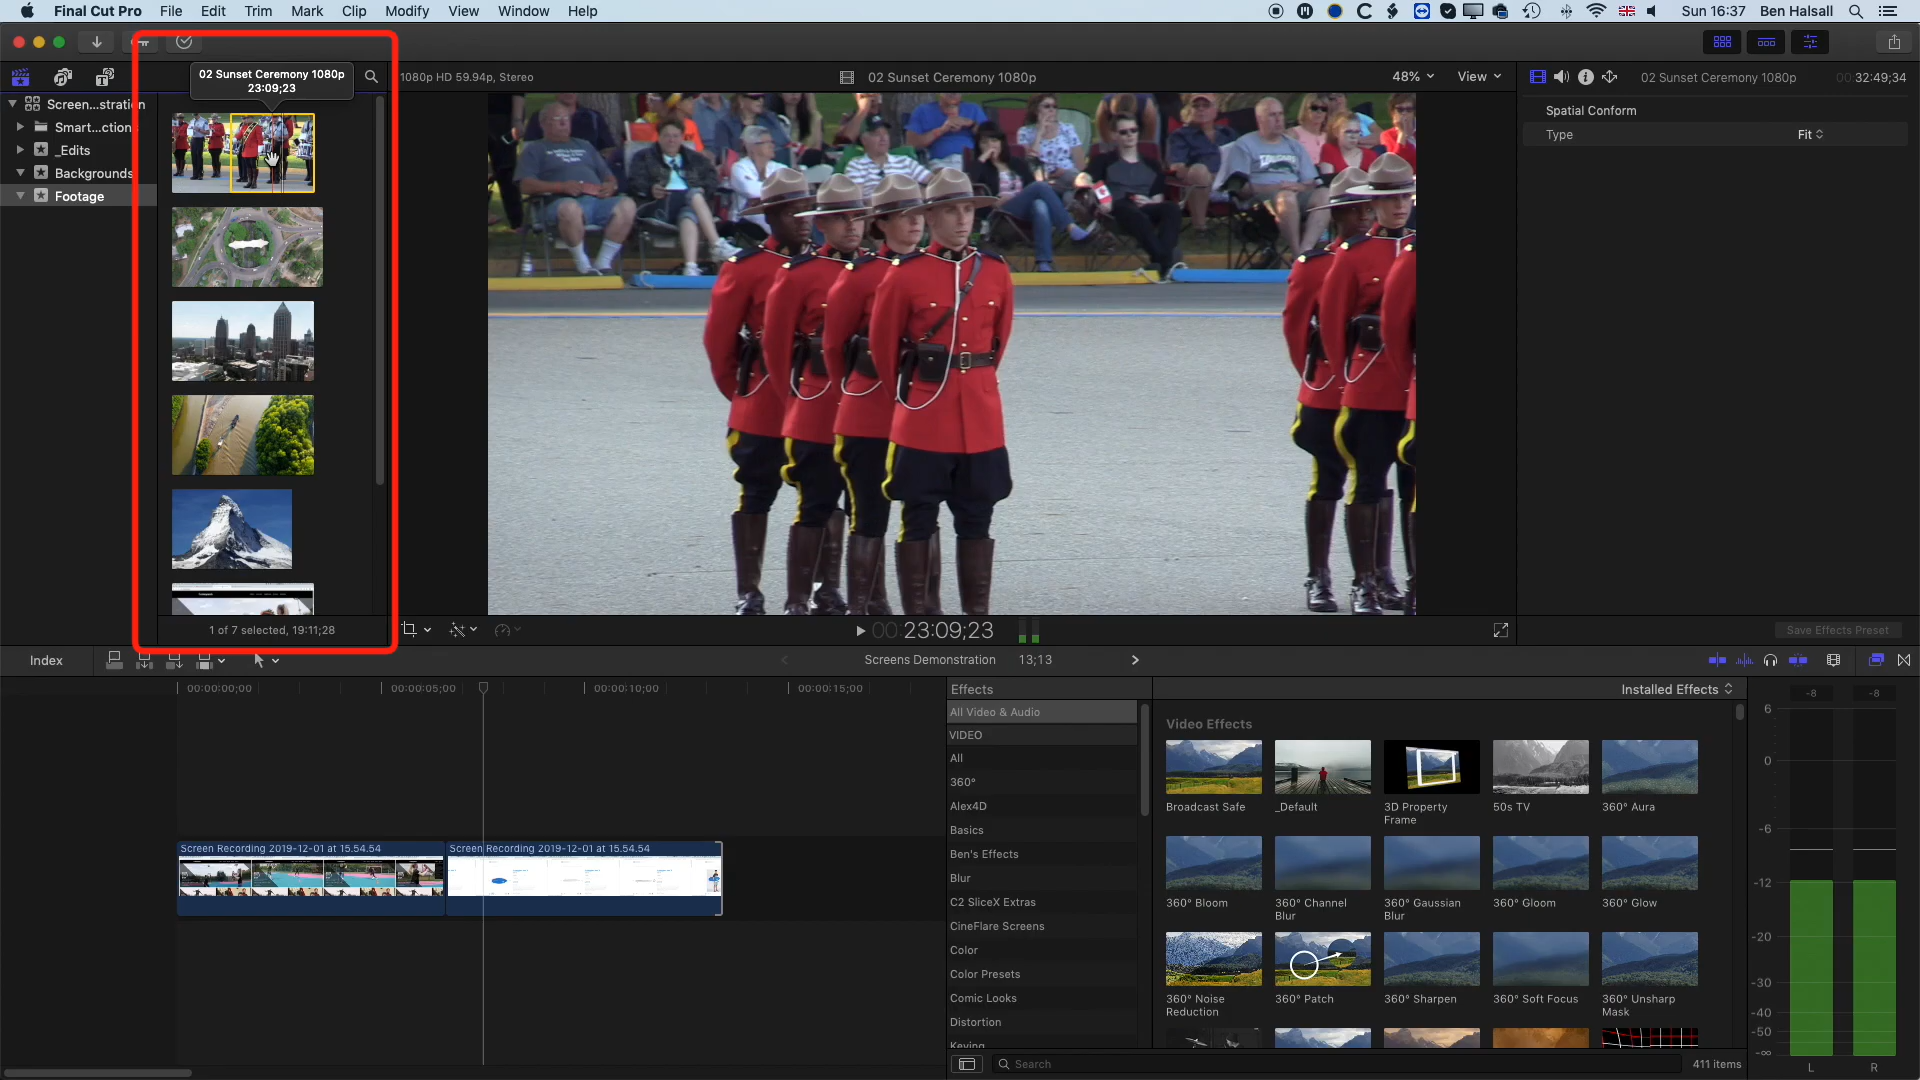 Final Cut Pro File Edit Trim Mark Clip Modify View Window Help Sun 16:37 Ben Halsall
1080p HD 59.94p, Stereo 02 Sunset Ceremony 1080p 48% View 02 Sunset Ceremony 1080p 00:32:49;34
02 Sunset Ceremony 1080p
23:09;23
Screen...stration
Smart...ctions
_Edits
Backgrounds
Footage
Spatial Conform
Type Fit
1 of 7 selected, 19:11;28
00:23:09;23
Save Effects Preset
Index Screens Demonstration 13;13
00:00:00;00 00:00:05;00 00:00:10;00 00:00:15;00
Screen Recording 2019-12-01 at 15.54.54 Screen Recording 2019-12-01 at 15.54.54
Effects Installed Effects
All Video & Audio
VIDEO
All
360°
Alex4D
Basics
Ben's Effects
Blur
C2 SliceX Extras
CineFlare Screens
Color
Color Presets
Comic Looks
Distortion
Keying
Video Effects
Broadcast Safe _Default 3D Property Frame 50s TV 360° Aura
360° Bloom 360° Channel Blur 360° Gaussian Blur 360° Gloom 360° Glow
360° Noise Reduction 360° Patch 360° Sharpen 360° Soft Focus 360° Unsharp Mask
Search 411 items
-8 -8
6
0
-6
-12
-20
-30
-40
-50
-∞
L R